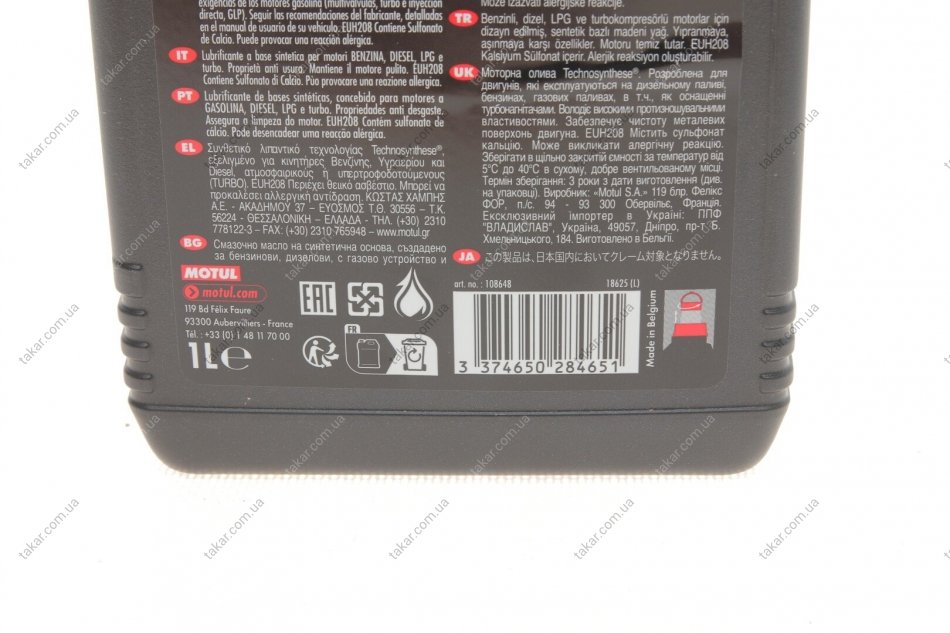 exigencias de los motores gasolina (multiválvulas, turbo e inyección
directa, GLP). Seguir las recomendaciones del fabricante, detalladas
en el manual de usuario de su vehículo. EUH208 Contiene Sulfonato
de Calcio. Puede provocar una reacción alérgica.
IT Lubrificante a base sintetica per motori BENZINA, DIESEL, LPG e
turbo. Proprietà anti usura. Mantiene il motore pulito. EUH208
Contiene Sulfonato di Calcio. Può provocare una reazione allergica.
PT Lubrificante de bases sintéticas, concebido para motores a
GASOLINA, DIESEL, LPG e turbo. Propriedades anti desgaste.
Assegura a limpeza do motor. EUH208 Contém sulfonato de
cálcio. Pode desencadear uma reacção alérgica.
EL Συνθετικό λιπαντικό τεχνολογίας Technosynthese®,
εξελιγμένο για κινητήρες Βενζίνης, Υγραερίου και
Diesel, ατμοσφαιρικούς ή υπερτροφοδοτούμενους
(TURBO). EUH208 Περιέχει θειικό ασβέστιο. Μπορεί να
προκαλέσει αλλεργική αντίδραση. ΚΩΣΤΑΣ ΧΑΜΠΗΣ
Α.Ε. - ΑΚΑΔΗΜΟΥ 37 – ΕΥΟΣΜΟΣ Τ.Θ. 30556 – Τ.Κ.
56224 - ΘΕΣΣΑΛΟΝΙΚΗ – ΕΛΛΑΔΑ - ΤΗΛ: (+30) 2310
778122-3 – FAX: (+30) 2310 765948 – www.motul.gr
BG Смазочно масло на синтетична основа, създадено
за бензинови, дизелови, с газово устройство и
MOTUL
motul.com
119 Bd Félix Faure
93300 Aubervilliers - France
Tél. : +33 (0) 1 48 11 70 00
1L e
EAC
FR
Moze izazvati alergijske reakcije.
TR Benzinli, dizel, LPG ve turbokompresörlü motorlar için
dizayn edilmiş, sentetik bazlı madeni yağ. Yıpranmaya,
aşınmaya karşı özellikler. Motoru temiz tutar. EUH208
Kalsiyum Sülfonat içerir. Alerjik reaksiyon oluşturabilir.
UK Моторна олива Technosynthese®. Розроблена для
двигунів, які експлуатуються на дизельному паливі,
бензинах, газових паливах, в т.ч., як оснащені
турбонагнітанням. Володіє високими протизношувальними
властивостями. Забезпечує чистоту металевих
поверхонь двигуна. EUH208 Містить сульфонат
кальцію. Може викликати алергічну реакцію.
Зберігати в щільно закритій ємності за температур від
5°C до 40°C в сухому, добре вентильованому місці.
Термін зберігання: 3 роки з дати виготовлення (див.
на упаковці). Виробник: «Motul S.A.» 119 блр. Фелікс
ФОР, п./с. 94 - 93 300 Обервільє, Франція.
Ексклюзивний імпортер в Україні: ППФ
"ВЛАДИСЛАВ", Україна, 49057, Дніпро, пр-т Б.
Хмельницького, 184. Виготовлено в Бельгії.
JA この製品は、日本国内においてクレーム対象となりません。
art. no. : 108648 18625 (L)
3 374650 284651
Made in Belgium
takar.com.ua